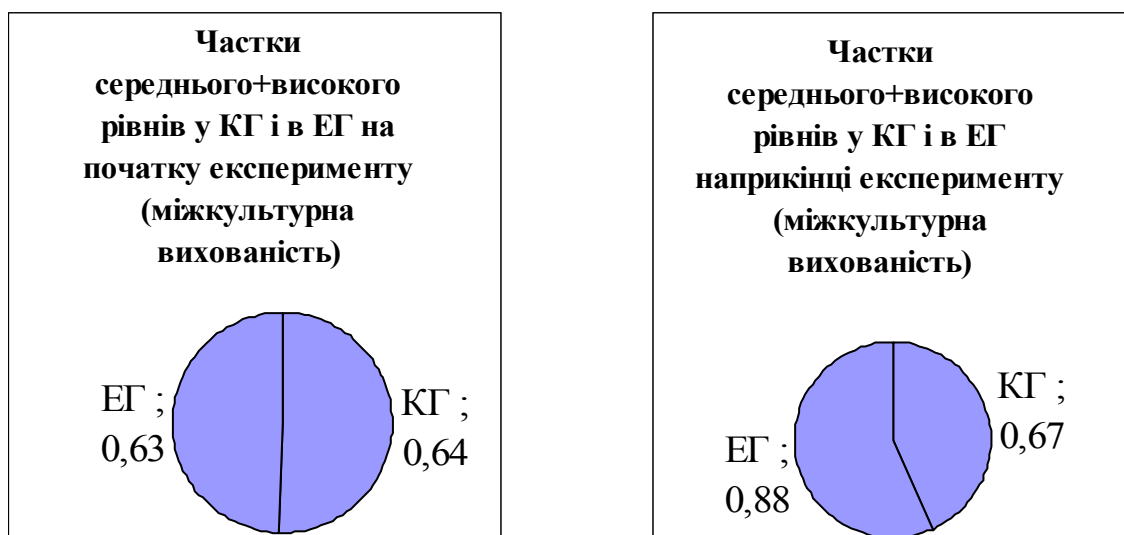 Частки
середнього+високого
рівнів у КГ і в ЕГ на
початку експерименту
(міжкультурна
вихованість)
ЕГ ;
0,63
КГ ;
0,64
Частки
середнього+високого
рівнів у КГ і в ЕГ
наприкінці експерименту
(міжкультурна
вихованість)
КГ ;
0,67
ЕГ ;
0,88